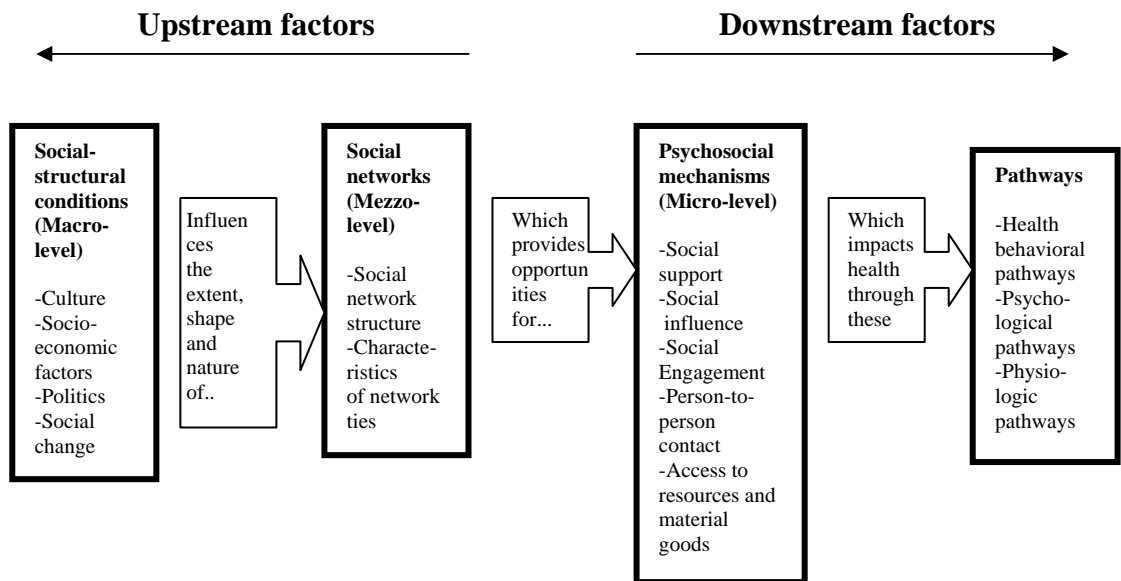 Upstream factors
Downstream factors
Social-
structural
conditions
(Macro-
level)
-Culture
-Socio-
economic
factors
-Politics
-Social
change
Influen
ces
the
extent,
shape
and
nature
of..
Social
networks
(Mezzo-
level)
-Social
network
structure
-Characte-
ristics
of network
ties
Which
provides
opportun
ities
for...
Psychosocial
mechanisms
(Micro-level)
-Social
support
-Social
influence
-Social
Engagement
-Person-to-
person
contact
-Access to
resources and
material
goods
Which
impacts
health
through
these
Pathways
-Health
behavioral
pathways
-Psycho-
logical
pathways
-Physio-
logic
pathways